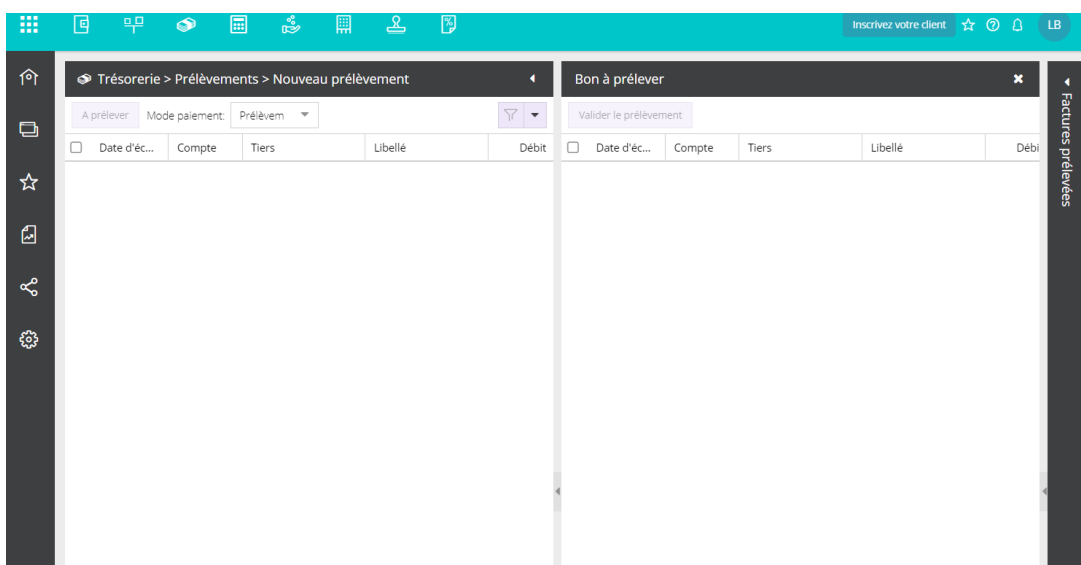 Inscrivez votre client
LB
Trésorerie > Prélèvements > Nouveau prélèvement
Bon à prélever
A prélever Mode paiement: Prélèvem
Valider le prélèvement
Date d'éc... Compte Tiers Libellé Débit
Date d'éc... Compte Tiers Libellé Débi
Factures prélevées